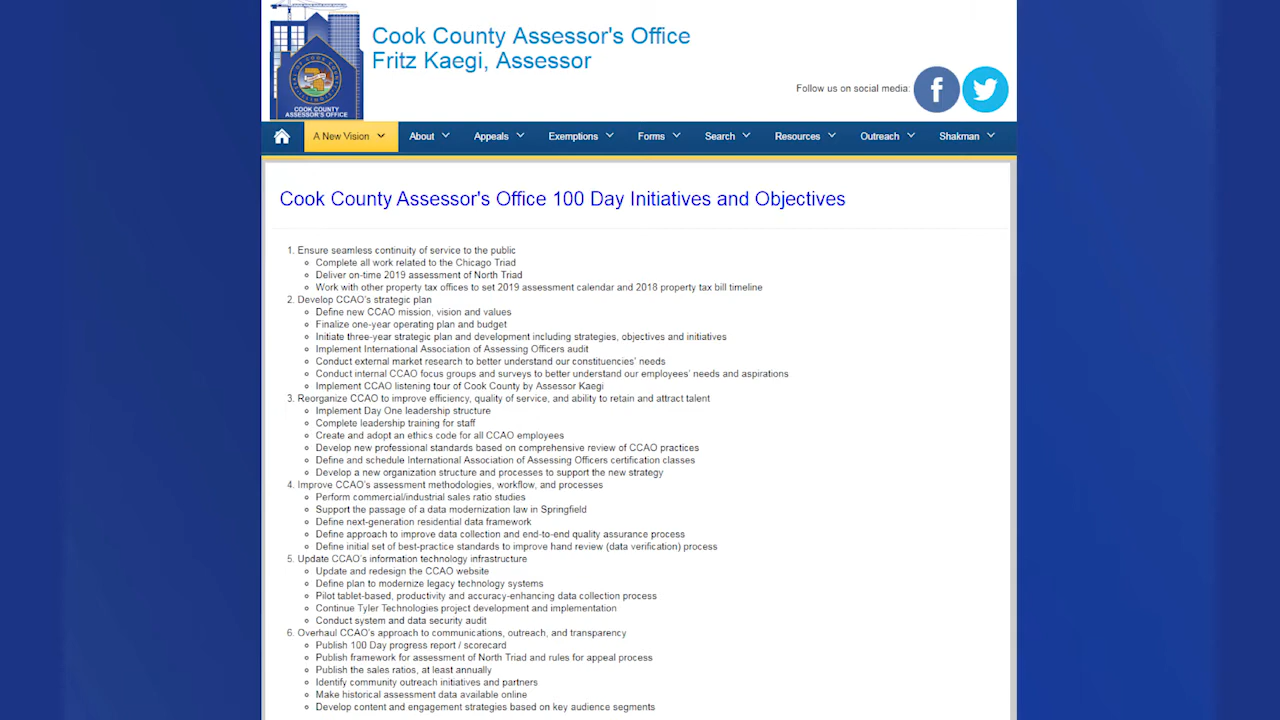 Cook County Assessor's Office
Fritz Kaegi, Assessor
COOK COUNTY
ASSESSOR'S OFFICE
Follow us on social media:
A New Vision About Appeals Exemptions Forms Search Resources Outreach Shakman
Cook County Assessor's Office 100 Day Initiatives and Objectives
1. Ensure seamless continuity of service to the public
Complete all work related to the Chicago Triad
Deliver on-time 2019 assessment of North Triad
Work with other property tax offices to set 2019 assessment calendar and 2018 property tax bill timeline
2. Develop CCAO's strategic plan
Define new CCAO mission, vision and values
Finalize one-year operating plan and budget
Initiate three-year strategic plan and development including strategies, objectives and initiatives
Implement International Association of Assessing Officers audit
Conduct external market research to better understand our constituencies' needs
Conduct internal CCAO focus groups and surveys to better understand our employees' needs and aspirations
Implement CCAO listening tour of Cook County by Assessor Kaegi
3. Reorganize CCAO to improve efficiency, quality of service, and ability to retain and attract talent
Implement Day One leadership structure
Complete leadership training for staff
Create and adopt an ethics code for all CCAO employees
Develop new professional standards based on comprehensive review of CCAO practices
Define and schedule International Association of Assessing Officers certification classes
Develop a new organization structure and processes to support the new strategy
4. Improve CCAO's assessment methodologies, workflow, and processes
Perform commercial/industrial sales ratio studies
Support the passage of a data modernization law in Springfield
Define next-generation residential data framework
Define approach to improve data collection and end-to-end quality assurance process
Define initial set of best-practice standards to improve hand review (data verification) process
5. Update CCAO's information technology infrastructure
Update and redesign the CCAO website
Define plan to modernize legacy technology systems
Pilot tablet-based, productivity and accuracy-enhancing data collection process
Continue Tyler Technologies project development and implementation
Conduct system and data security audit
6. Overhaul CCAO's approach to communications, outreach, and transparency
Publish 100 Day progress report / scorecard
Publish framework for assessment of North Triad and rules for appeal process
Publish the sales ratios, at least annually
Identify community outreach initiatives and partners
Make historical assessment data available online
Develop content and engagement strategies based on key audience segments